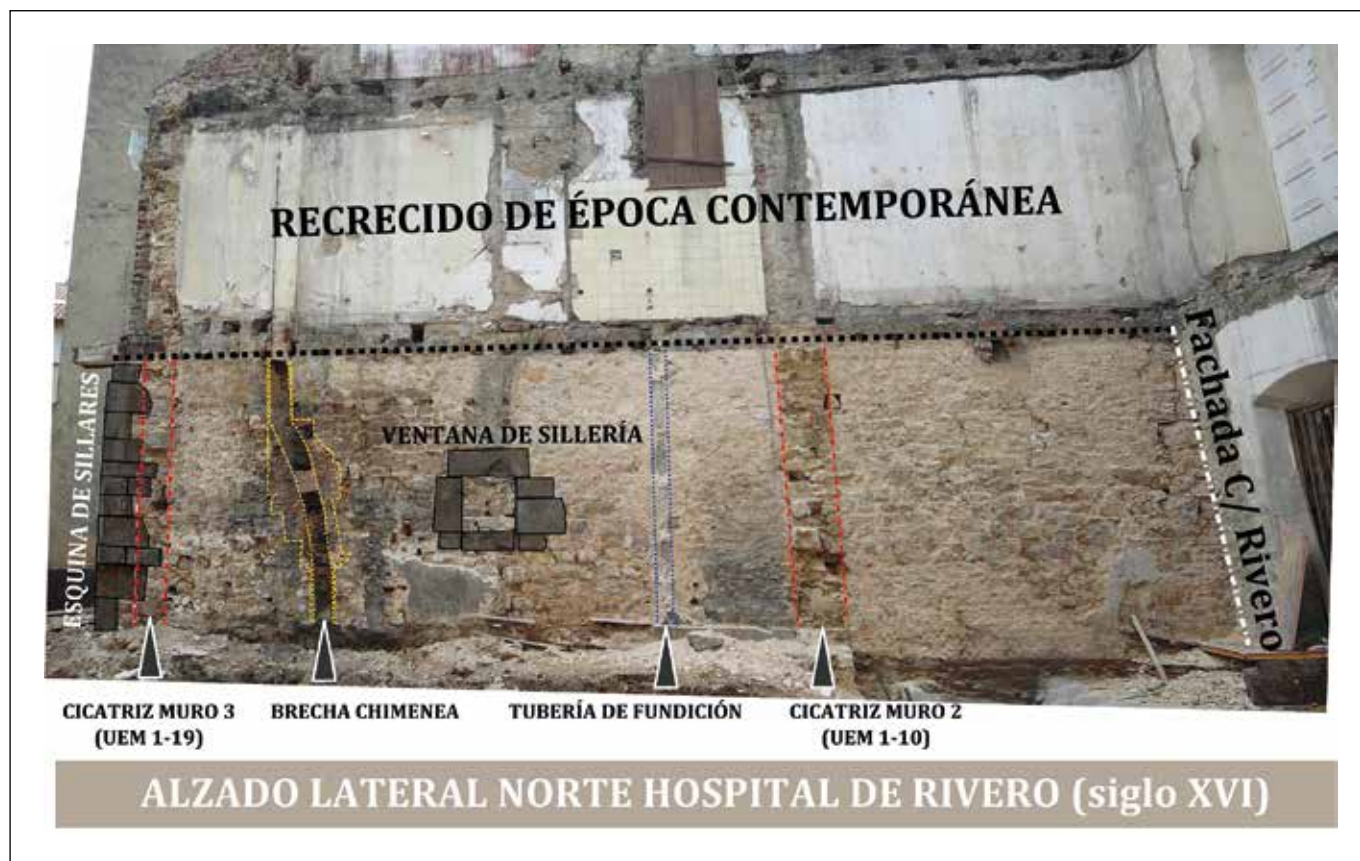 RECRECIDO DE ÉPOCA CONTEMPORÁNEA
ESQUINA DE SILLARES
VENTANA DE SILLERÍA
Fachada C/ Rivero
CICATRIZ MURO 3
(UEM 1-19)
BRECHA CHIMENEA
TUBERÍA DE FUNDICIÓN
CICATRIZ MURO 2
(UEM 1-10)
ALZADO LATERAL NORTE HOSPITAL DE RIVERO (siglo XVI)